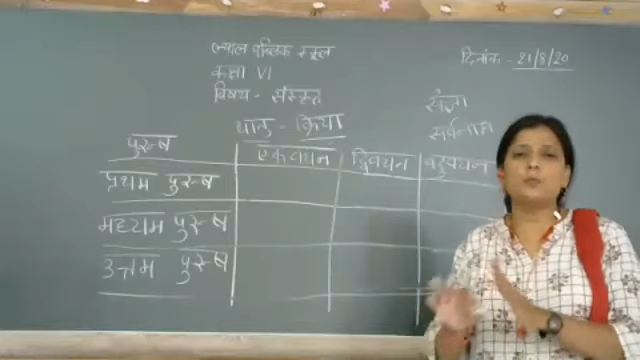 ल्याल पब्लिक स्कूल
दिनांक - 21/8/20
कक्षा VI
विषय - संस्कृत
संज्ञा
सर्वनाम
धातु - क्रिया
पुरुष एकवचन द्विवचन बहुवचन
प्रथम पुरुष
मध्यम पुरुष
उत्तम पुरुष